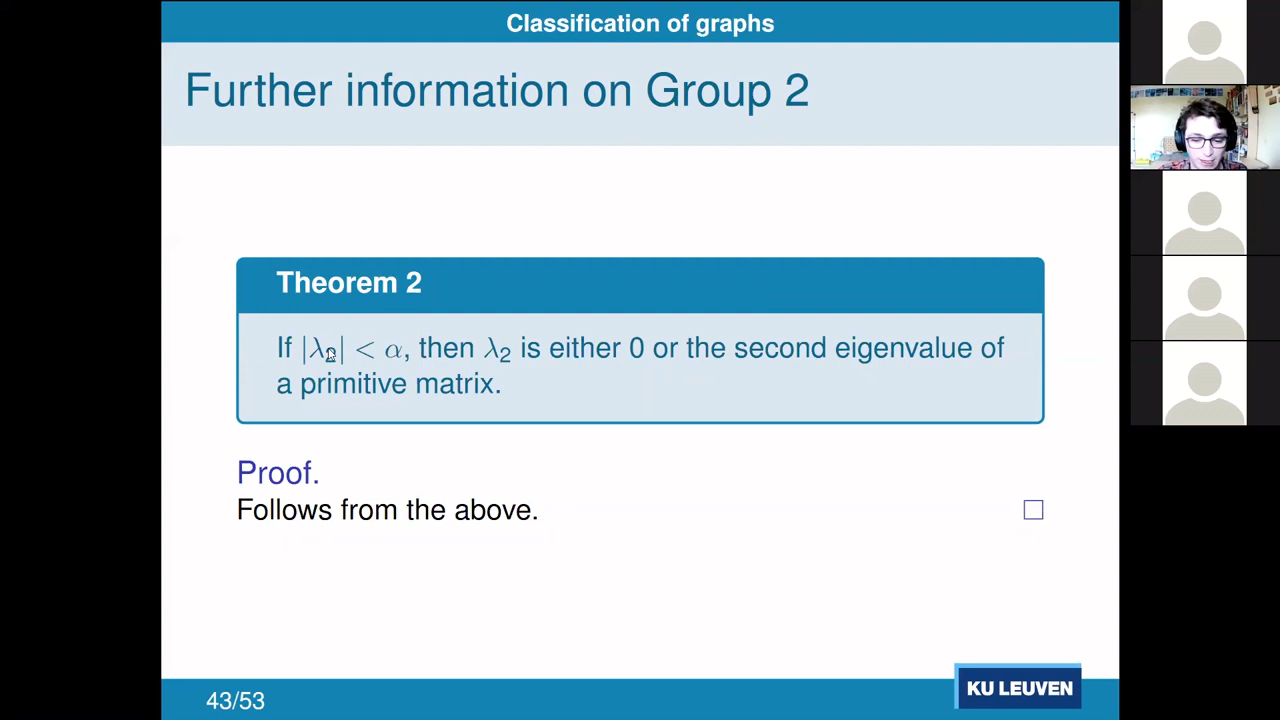 Classification of graphs
Further information on Group 2
Theorem 2
If |λ₂| < α, then λ₂ is either 0 or the second eigenvalue of
a primitive matrix.
Proof.
Follows from the above.
43/53
KU LEUVEN